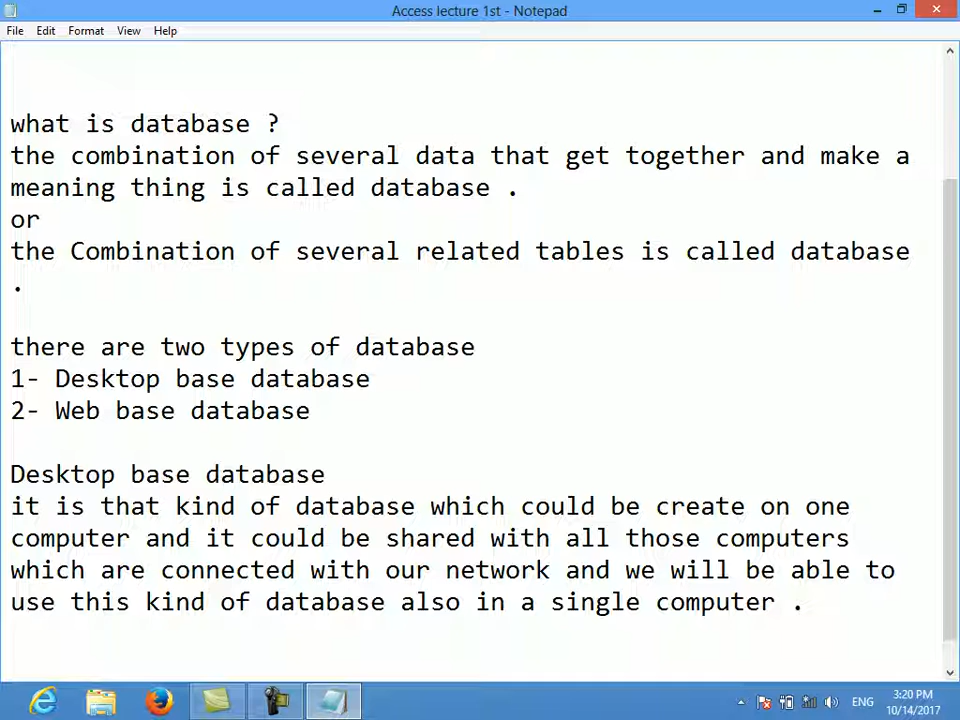 Access lecture 1st - Notepad
File Edit Format View Help
what is database ?
the combination of several data that get together and make a
meaning thing is called database .
or
the Combination of several related tables is called database
.
there are two types of database
1- Desktop base database
2- Web base database
Desktop base database
it is that kind of database which could be create on one
computer and it could be shared with all those computers
which are connected with our network and we will be able to
use this kind of database also in a single computer .
ENG
3:20 PM
10/14/2017